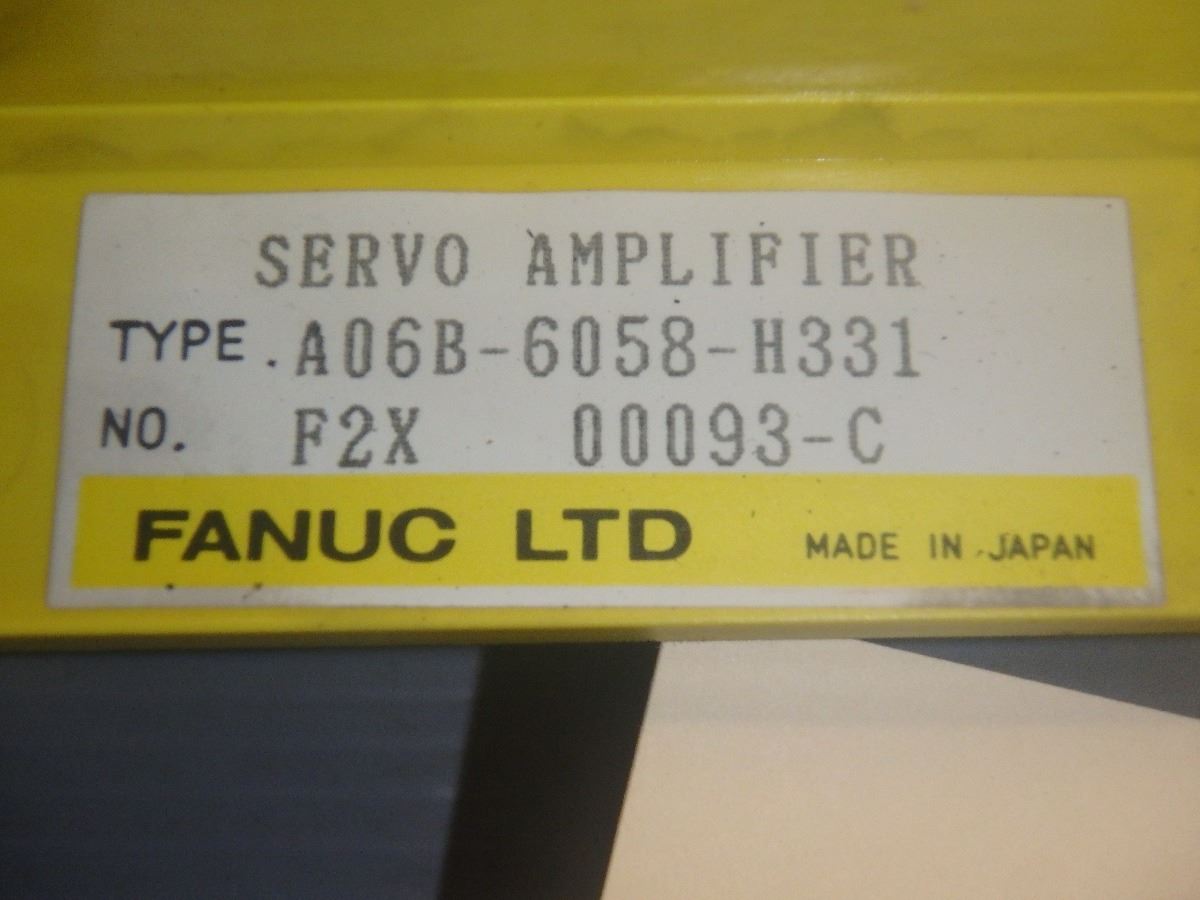 SERVO AMPLIFIER
TYPE A06B-6058-H331
NO. F2X 00093-C
FANUC LTD MADE IN JAPAN